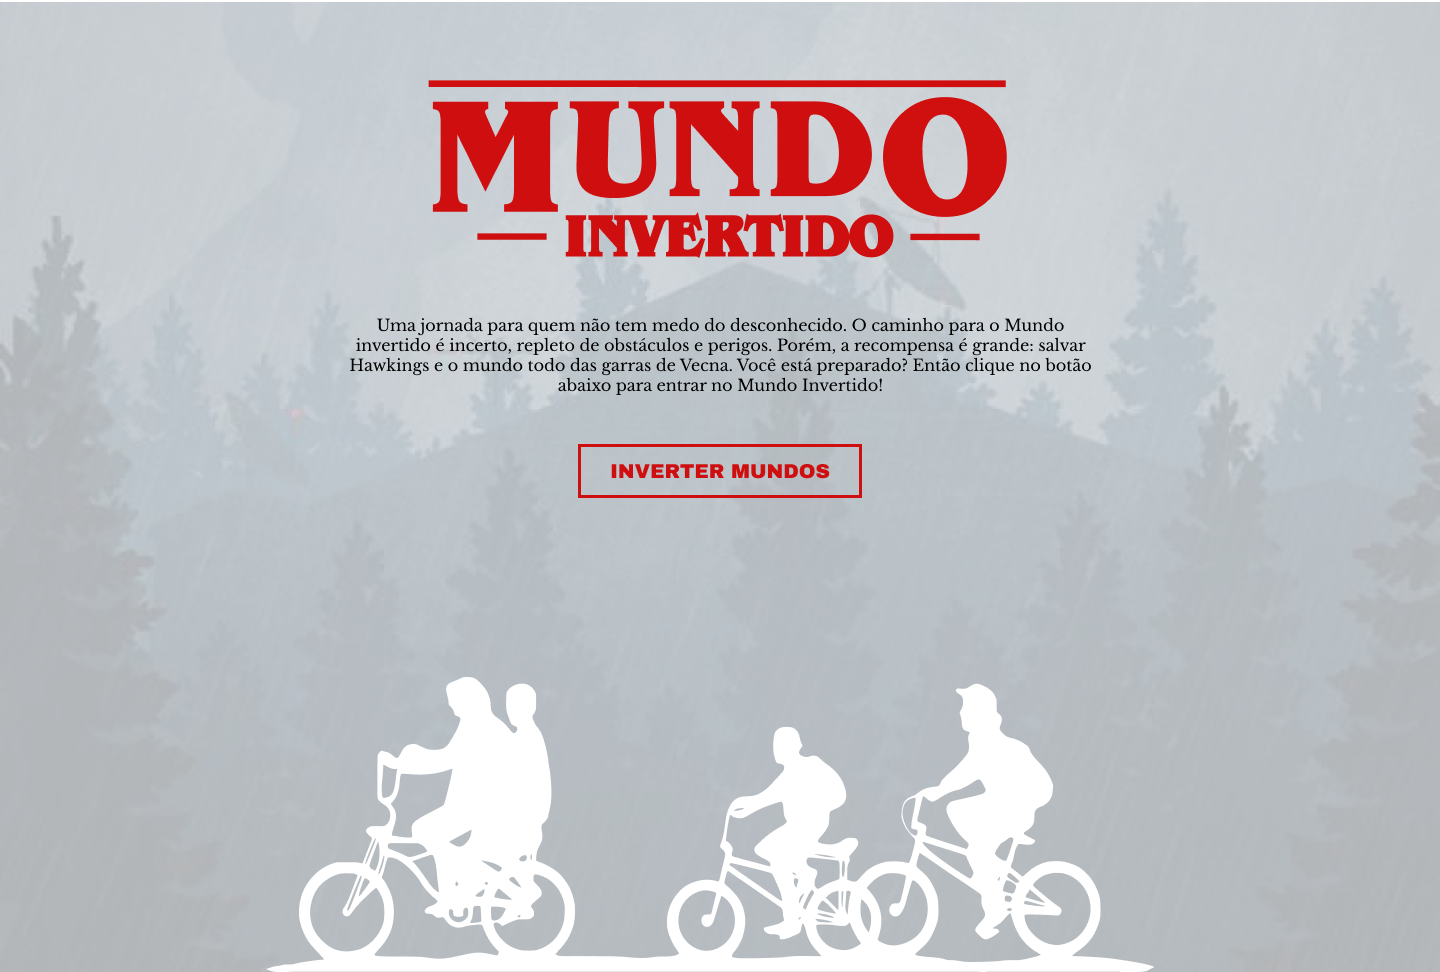 MUNDO
INVERTIDO
Uma jornada para quem não tem medo do desconhecido. O caminho para o Mundo
invertido é incerto, repleto de obstáculos e perigos. Porém, a recompensa é grande: salvar
Hawkings e o mundo todo das garras de Vecna. Você está preparado? Então clique no botão
abaixo para entrar no Mundo Invertido!
INVERTER MUNDOS